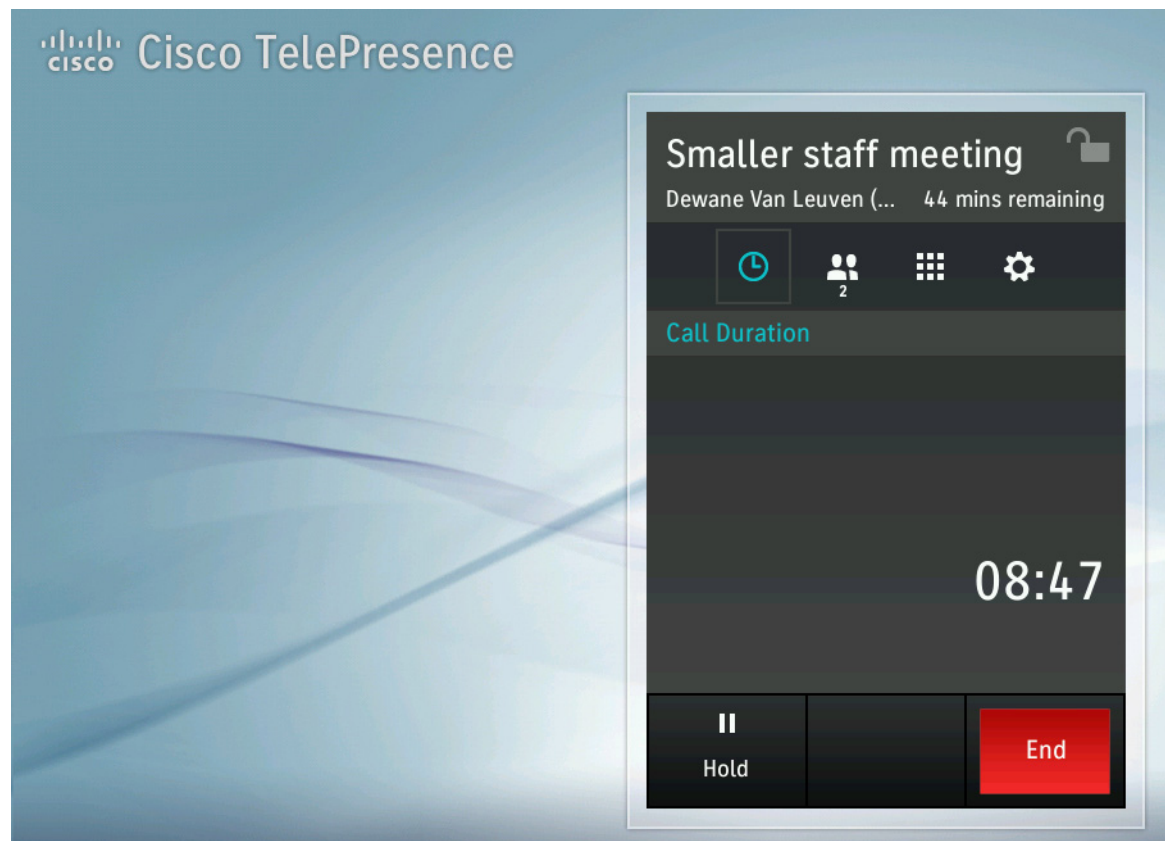 CISCO Cisco TelePresence
Smaller staff meeting
Dewane Van Leuven (... 44 mins remaining
2
Call Duration
08:47
Hold
End